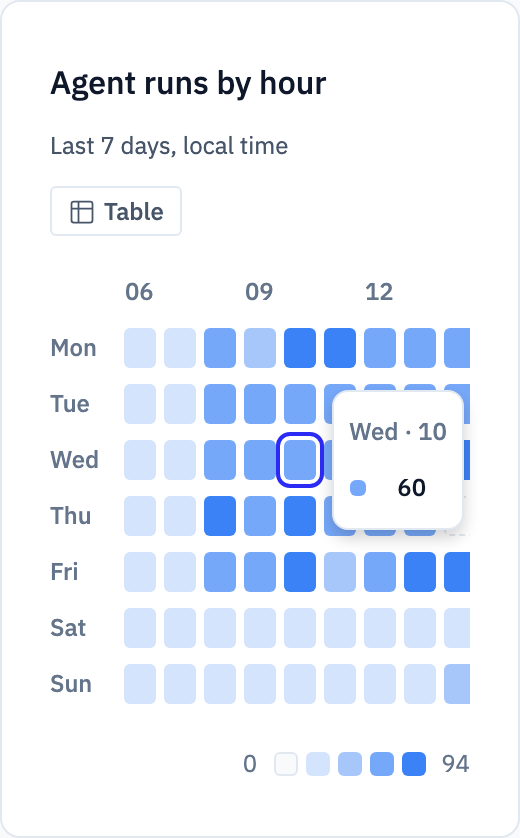 Agent runs by hour
Last 7 days, local time
Table
06 09 12
Mon
Tue
Wed · 10
Wed
60
Thu
Fri
Sat
Sun
0 94